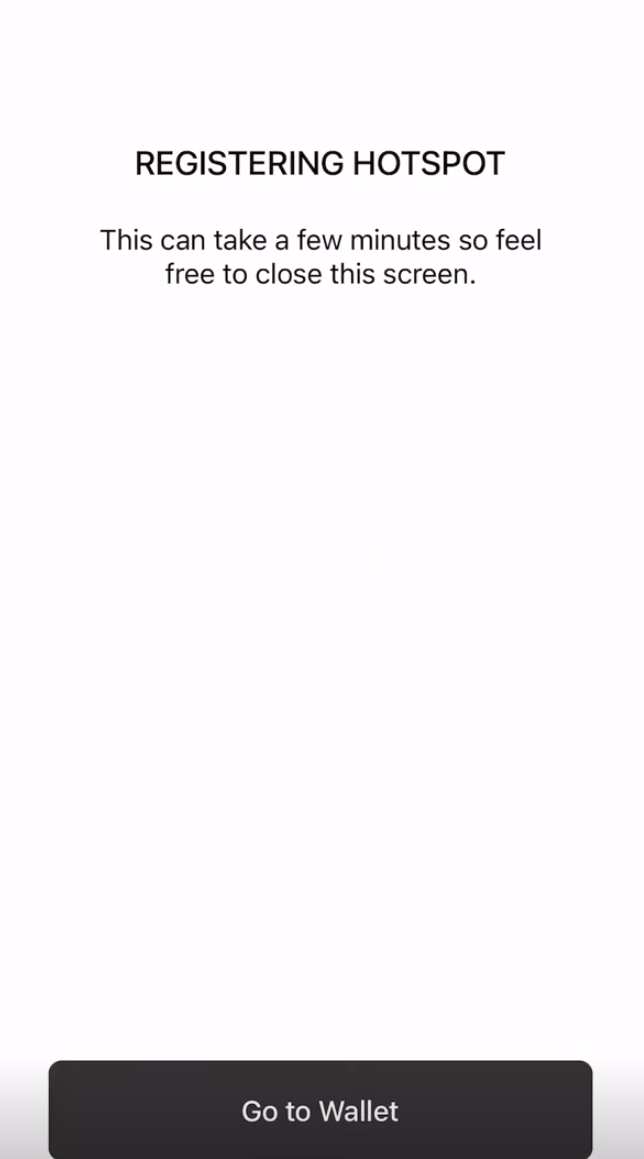 REGISTERING HOTSPOT
This can take a few minutes so feel
free to close this screen.
Go to Wallet